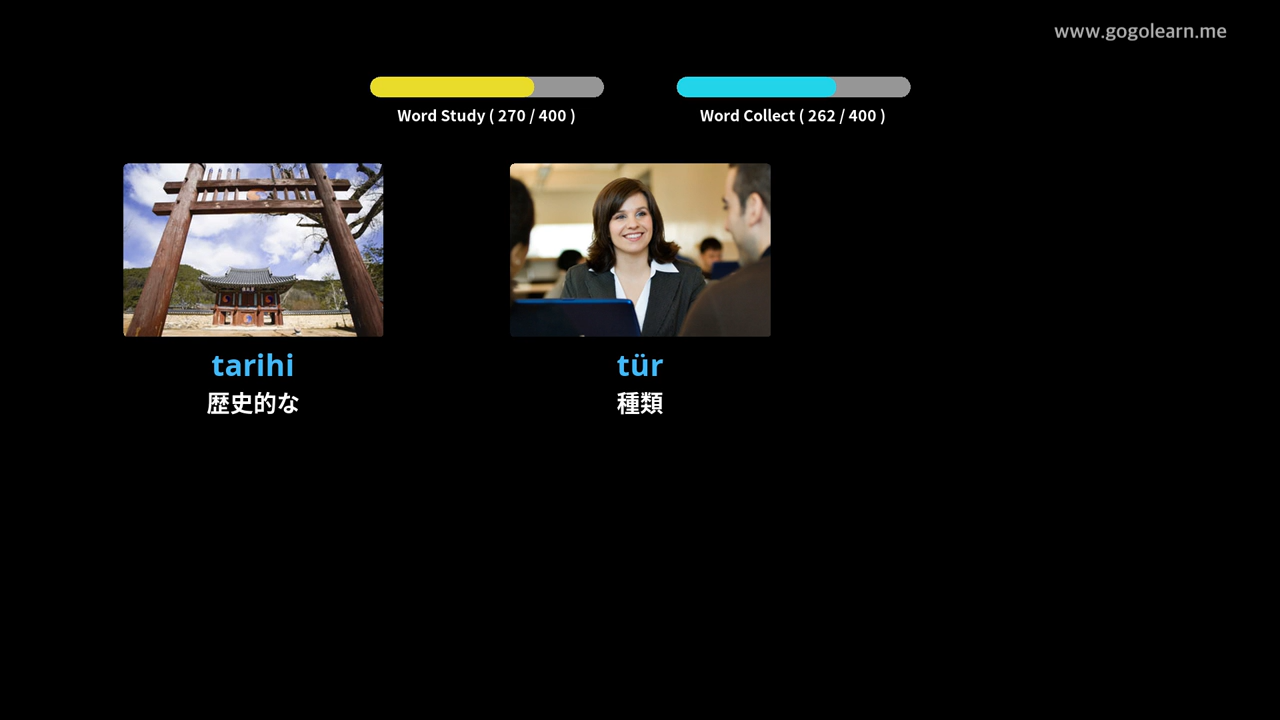 www.gogolearn.me
Word Study ( 270 / 400 )
Word Collect ( 262 / 400 )
tarihi
歴史的な
tür
種類